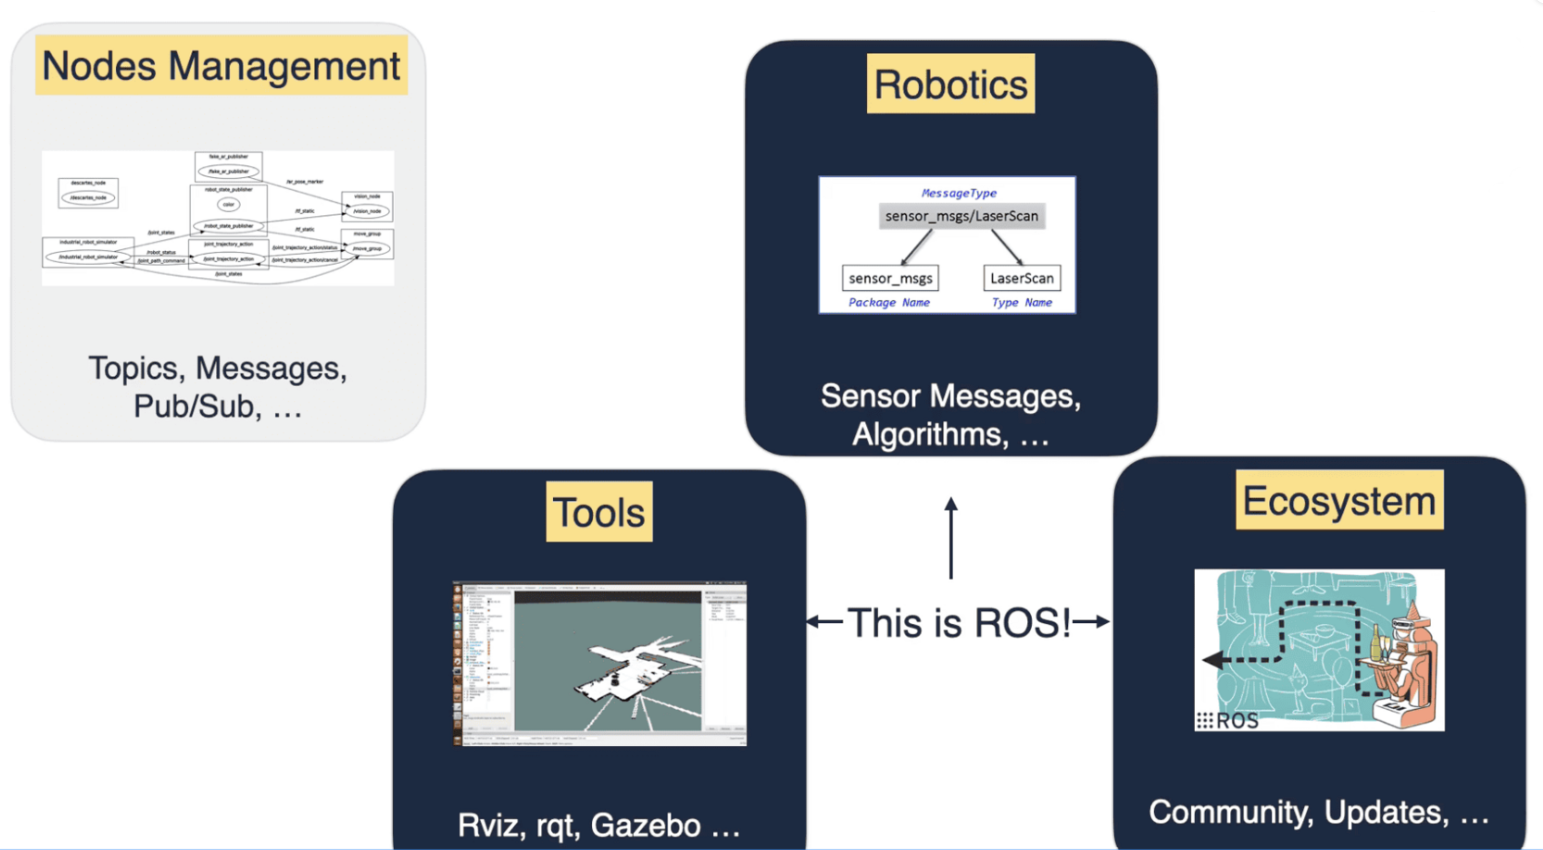 Nodes Management
fake_ar_publisher
/fake_ar_publisher
/ar_pose_marker
descartes_node
/descartes_node
robot_state_publisher
color
vision_node
/vision_node
/tf_static
/robot_state_publisher
/joint_states
/tf_static
move_group
/move_group
industrial_robot_simulator
/industrial_robot_simulator
joint_trajectory_action
/robot_status
/joint_trajectory_action/status
/joint_trajectory_action
/joint_path_command
/joint_trajectory_action/cancel
/joint_states
Topics, Messages,
Pub/Sub, …
Robotics
MessageType
sensor_msgs/LaserScan
sensor_msgs
LaserScan
Package Name
Type Name
Sensor Messages,
Algorithms, …
Tools
Rviz, rqt, Gazebo …
This is ROS!
Ecosystem
ROS
Community, Updates, …